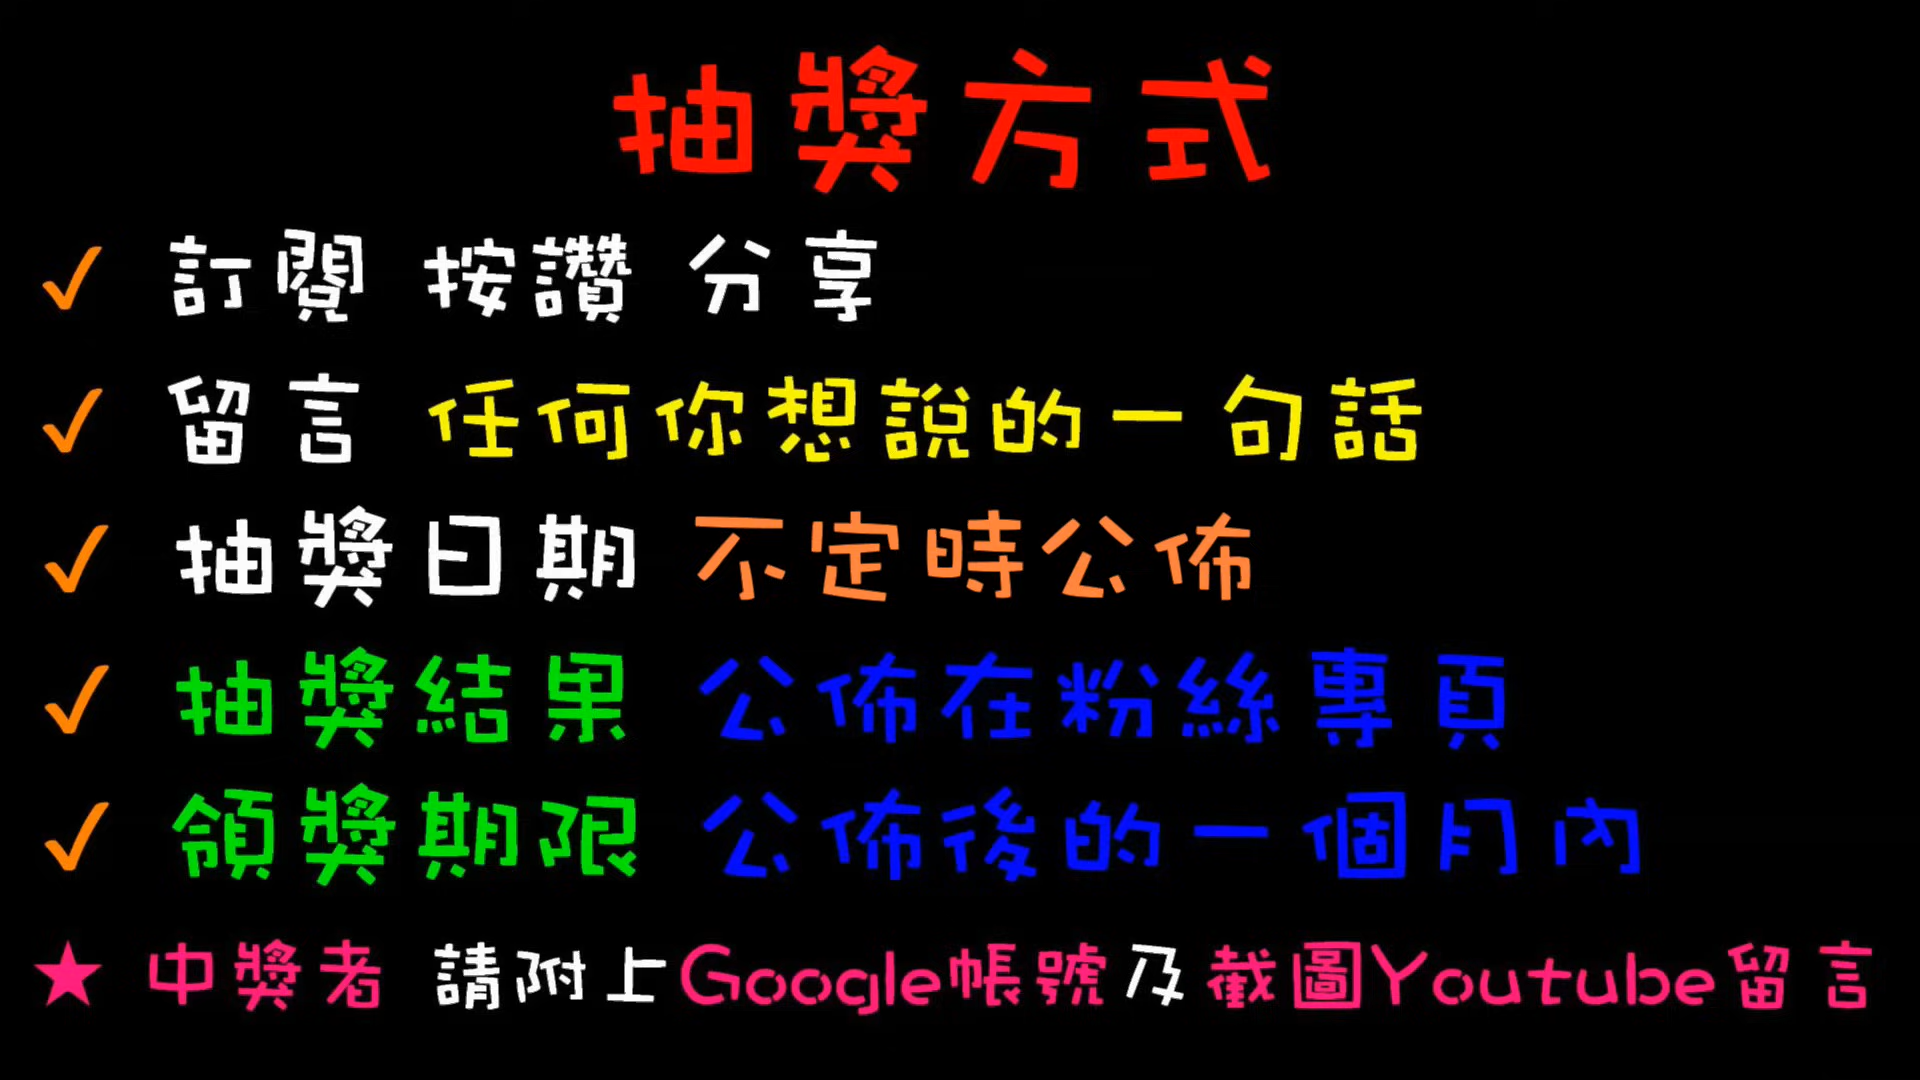 抽獎方式
✓ 訂閱 按讚 分享
✓ 留言 任何你想說的一句話
✓ 抽獎日期 不定時公佈
✓ 抽獎結果 公佈在粉絲專頁
✓ 領獎期限 公佈後的一個月內
★ 中獎者 請附上Google帳號及截圖Youtube留言